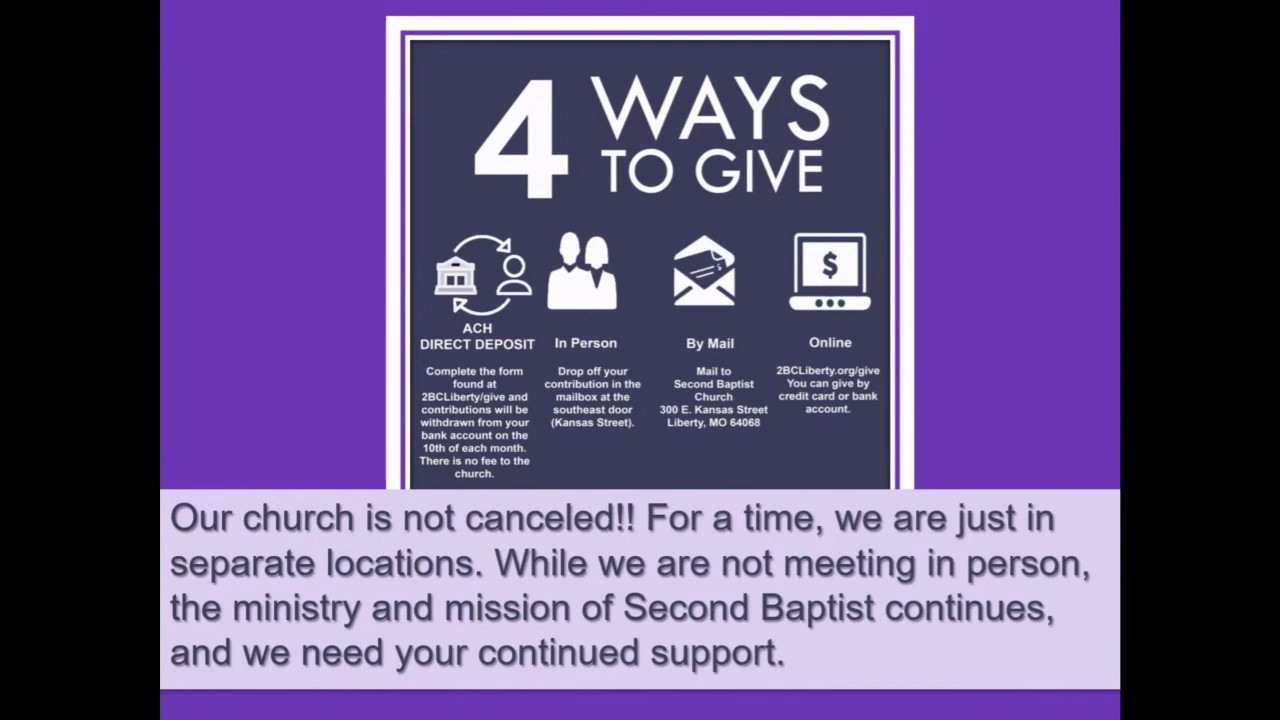 4 WAYS
TO GIVE
ACH
DIRECT DEPOSIT
Complete the form
found at
2BCLiberty/give and
contributions will be
withdrawn from your
bank account on the
10th of each month.
There is no fee to the
church.
In Person
Drop off your
contribution in the
mailbox at the
southeast door
(Kansas Street).
By Mail
Mail to
Second Baptist
Church
300 E. Kansas Street
Liberty, MO 64068
$
Online
2BCLiberty.org/give
You can give by
credit card or bank
account.
Our church is not canceled!! For a time, we are just in
separate locations. While we are not meeting in person,
the ministry and mission of Second Baptist continues,
and we need your continued support.